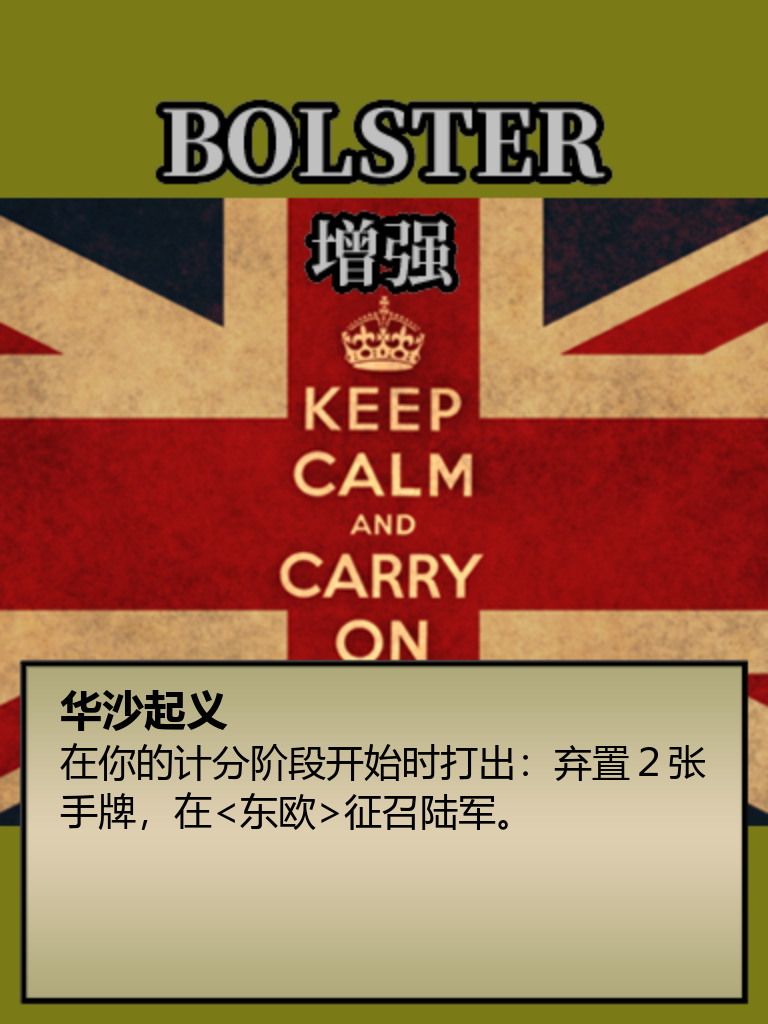 BOLSTER
增强
KEEP
CALM
AND
CARRY
ON
华沙起义
在你的计分阶段开始时打出：弃置２张
手牌，在<东欧>征召陆军。